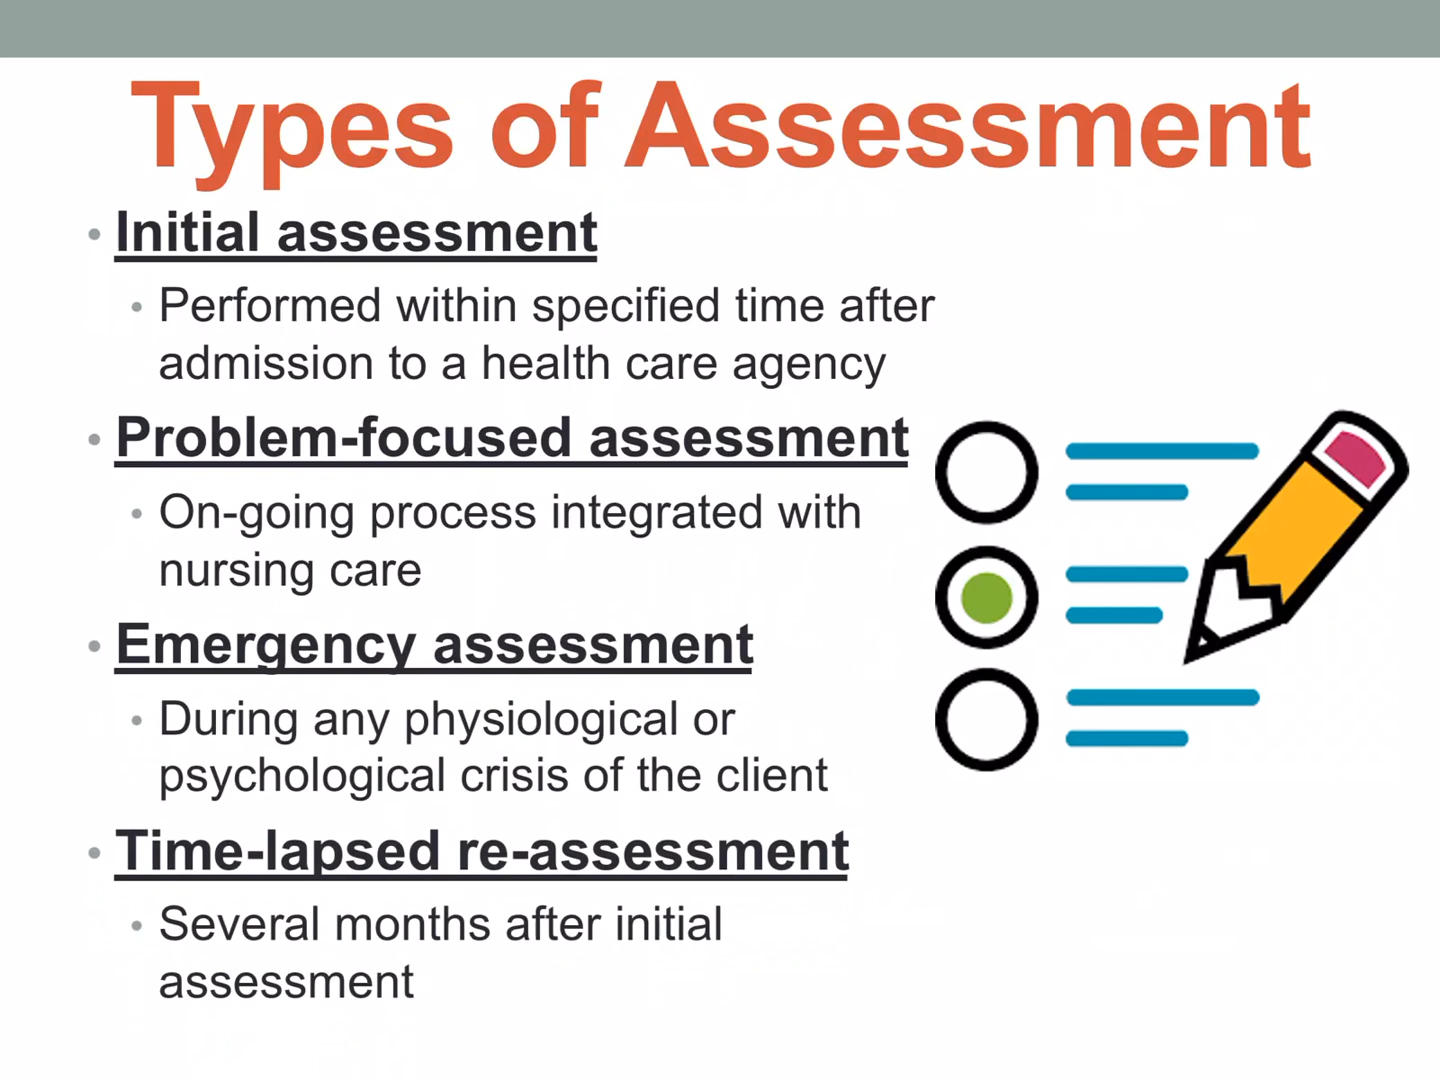 Types of Assessment
• Initial assessment
• Performed within specified time after
admission to a health care agency
• Problem-focused assessment
• On-going process integrated with
nursing care
• Emergency assessment
• During any physiological or
psychological crisis of the client
• Time-lapsed re-assessment
• Several months after initial
assessment